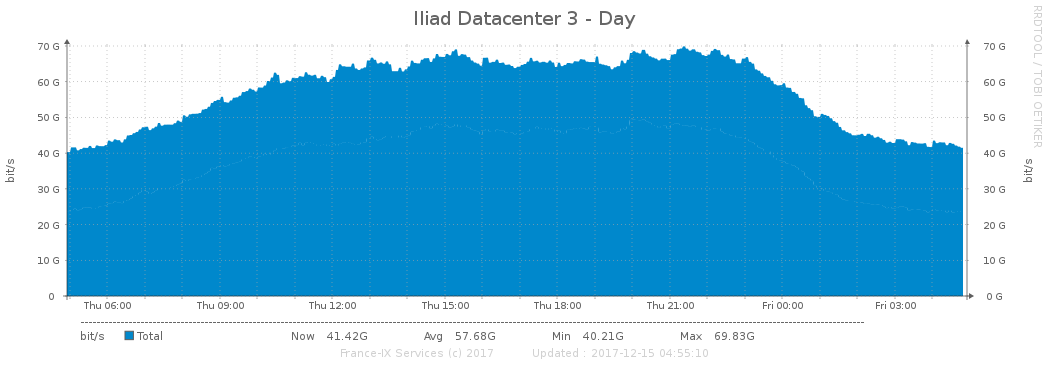 Iliad Datacenter 3 - Day
RRDTOOL / TOBI OETIKER
70 G 70 G
60 G 60 G
50 G 50 G
40 G 40 G
30 G 30 G
20 G 20 G
10 G 10 G
0 0 G
bit/s bit/s
Thu 06:00 Thu 09:00 Thu 12:00 Thu 15:00 Thu 18:00 Thu 21:00 Fri 00:00 Fri 03:00
bit/s Total Now 41.42G Avg 57.68G Min 40.21G Max 69.83G
France-IX Services (c) 2017 Updated : 2017-12-15 04:55:10